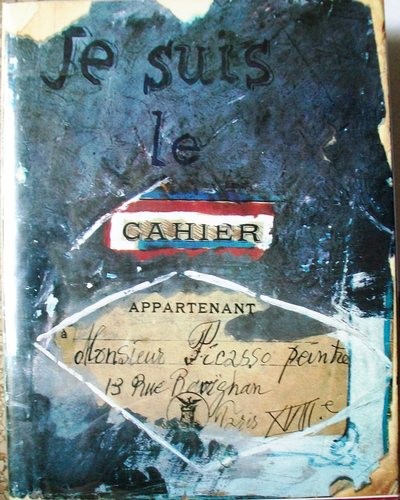 Je suis
le
CAHIER
APPARTENANT
à Monsieur Picasso peintre
13 Rue Ravignan
Paris XVIII e